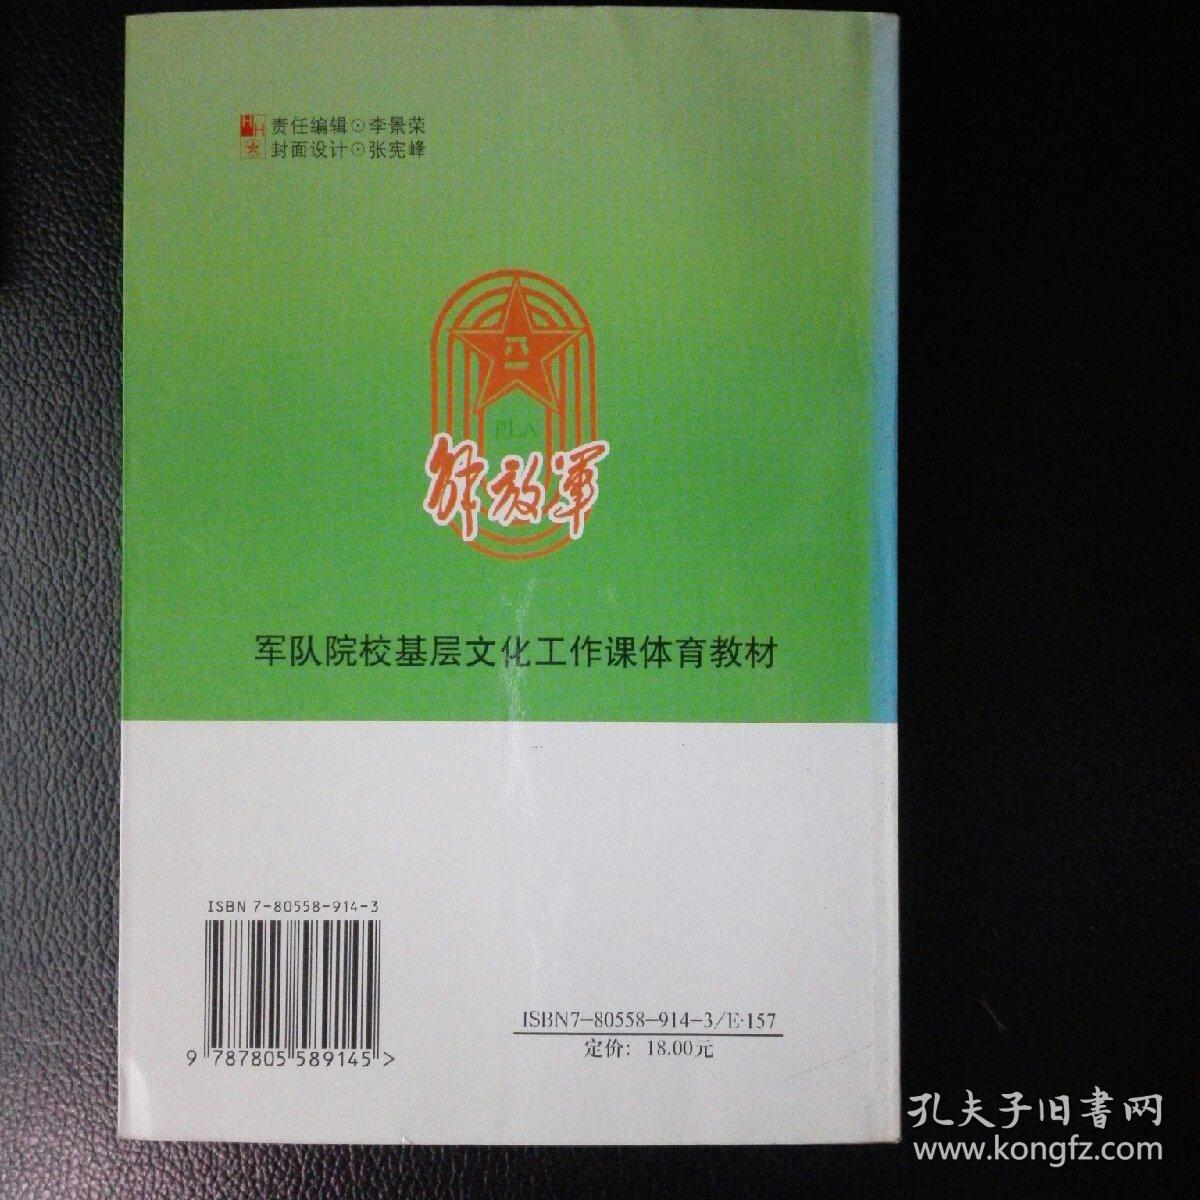 责任编辑⊙李景荣
封面设计⊙张宪峰
八一
PLA
解放军
军队院校基层文化工作课体育教材
ISBN 7-80558-914-3
9 787805 589145 >
ISBN7-80558-914-3/E·157
定价: 18.00元
孔夫子旧書网
www.kongfz.com